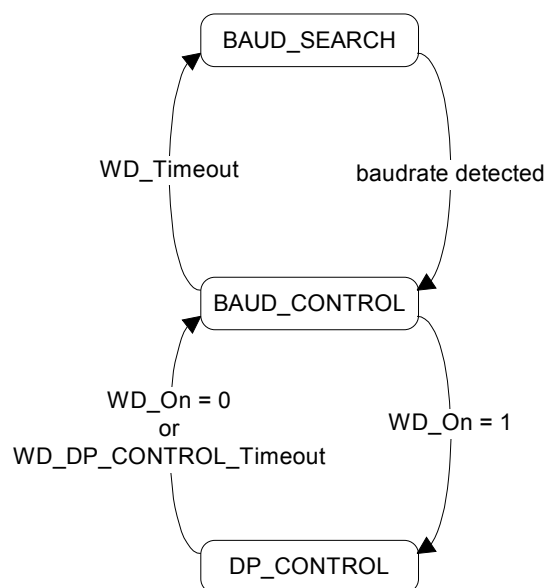 BAUD_SEARCH
WD_Timeout
baudrate detected
BAUD_CONTROL
WD_On = 0
or
WD_DP_CONTROL_Timeout
WD_On = 1
DP_CONTROL